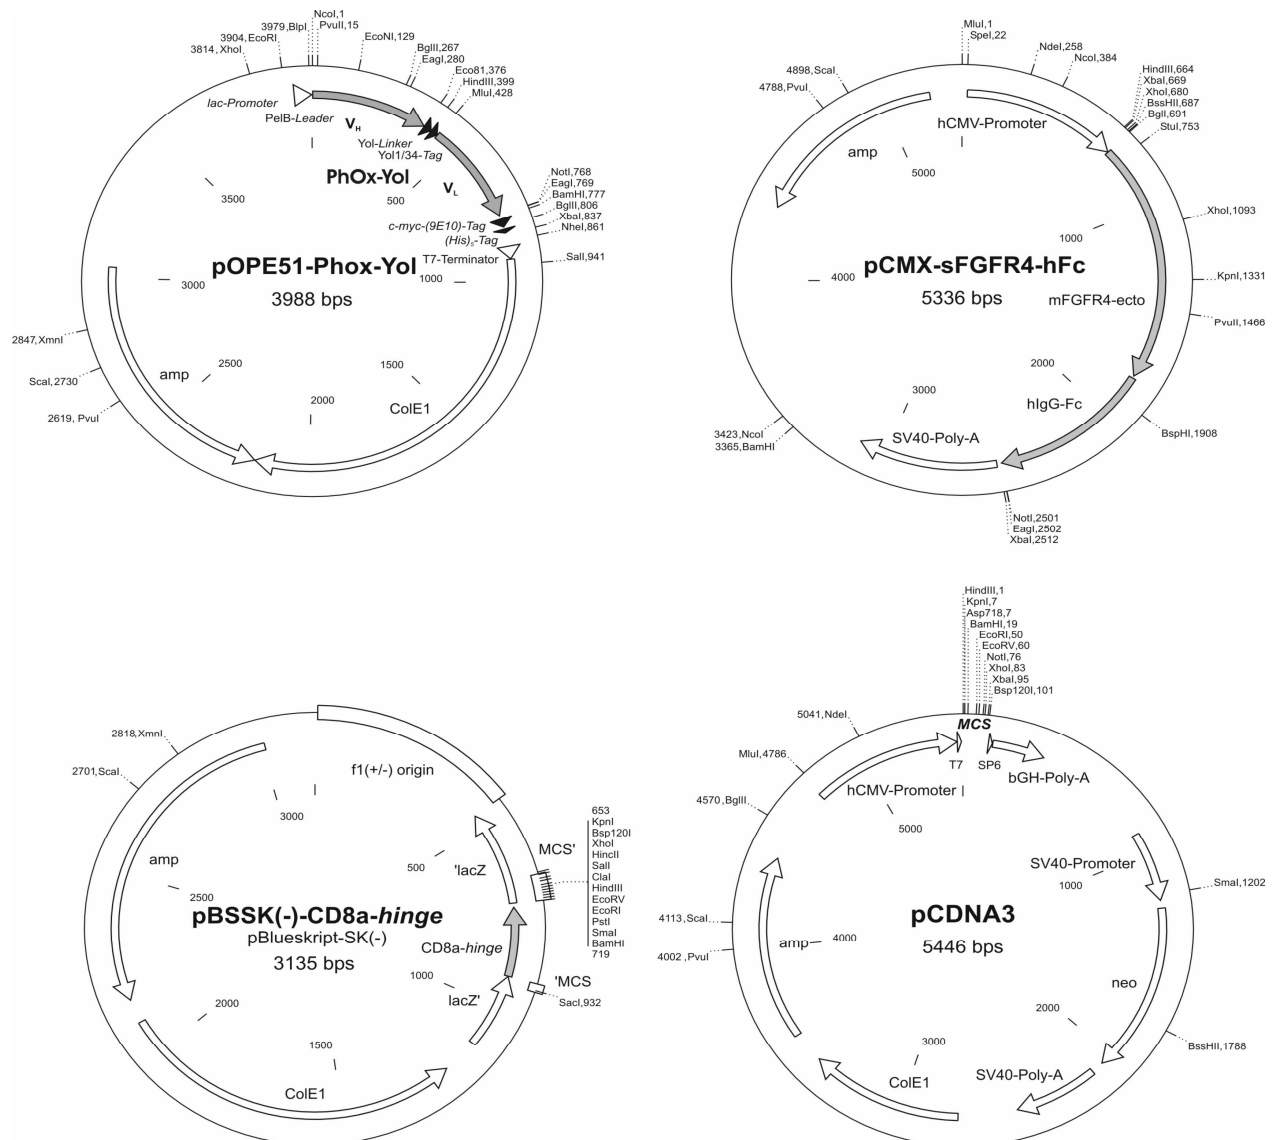 NcoI,1
PvuII,15
3979, BlpI
3904, EcoRI
3814, XhoI
EcoNI,129
BglII,267
EagI,280
Eco81,376
HindIII,399
MluI,428
lac-Promoter
PelB-Leader
VH
Yol-Linker
Yol1/34-Tag
PhOx-Yol
VL
3500
500
NotI,768
EagI,769
BamHI,777
BglII,806
XbaI,837
NheI,861
c-myc-(9E10)-Tag
(His)5-Tag
T7-Terminator
SalI,941
pOPE51-Phox-Yol
3988 bps
3000
1000
2847,XmnI
ScaI,2730
2619, PvuI
amp
2500
1500
2000
ColE1
MluI,1
SpeI,22
NdeI,258
NcoI,384
4898,ScaI
4788,PvuI
HindIII,664
XbaI,669
XhoI,680
BssHII,687
BglI,691
StuI,753
hCMV-Promoter
amp
5000
XhoI,1093
1000
pCMX-sFGFR4-hFc
5336 bps
4000
KpnI,1331
mFGFR4-ecto
PvuII,1466
2000
3000
hIgG-Fc
SV40-Poly-A
3423,NcoI
3365,BamHI
BspHI,1908
NotI,2501
EagI,2502
XbaI,2512
2818,XmnI
2701,ScaI
f1(+/-) origin
3000
amp
500
'lacZ
MCS'
653
KpnI
Bsp120I
XhoI
HincII
SalI
ClaI
HindIII
EcoRV
EcoRI
PstI
SmaI
BamHI
719
2500
pBSSK(-)-CD8a-hinge
pBlueskript-SK(-)
3135 bps
CD8a-hinge
1000
lacZ'
'MCS
SacI,932
2000
1500
ColE1
HindIII,1
KpnI,7
Asp718,7
BamHI,19
EcoRI,50
EcoRV,60
NotI,76
XhoI,83
XbaI,95
Bsp120I,101
5041,NdeI
MluI,4786
4570,BglII
MCS
T7
SP6
bGH-Poly-A
hCMV-Promoter
5000
SV40-Promoter
1000
SmaI,1202
pCDNA3
5446 bps
4113,ScaI
4002, PvuI
amp
4000
neo
2000
3000
BssHII,1788
SV40-Poly-A
ColE1